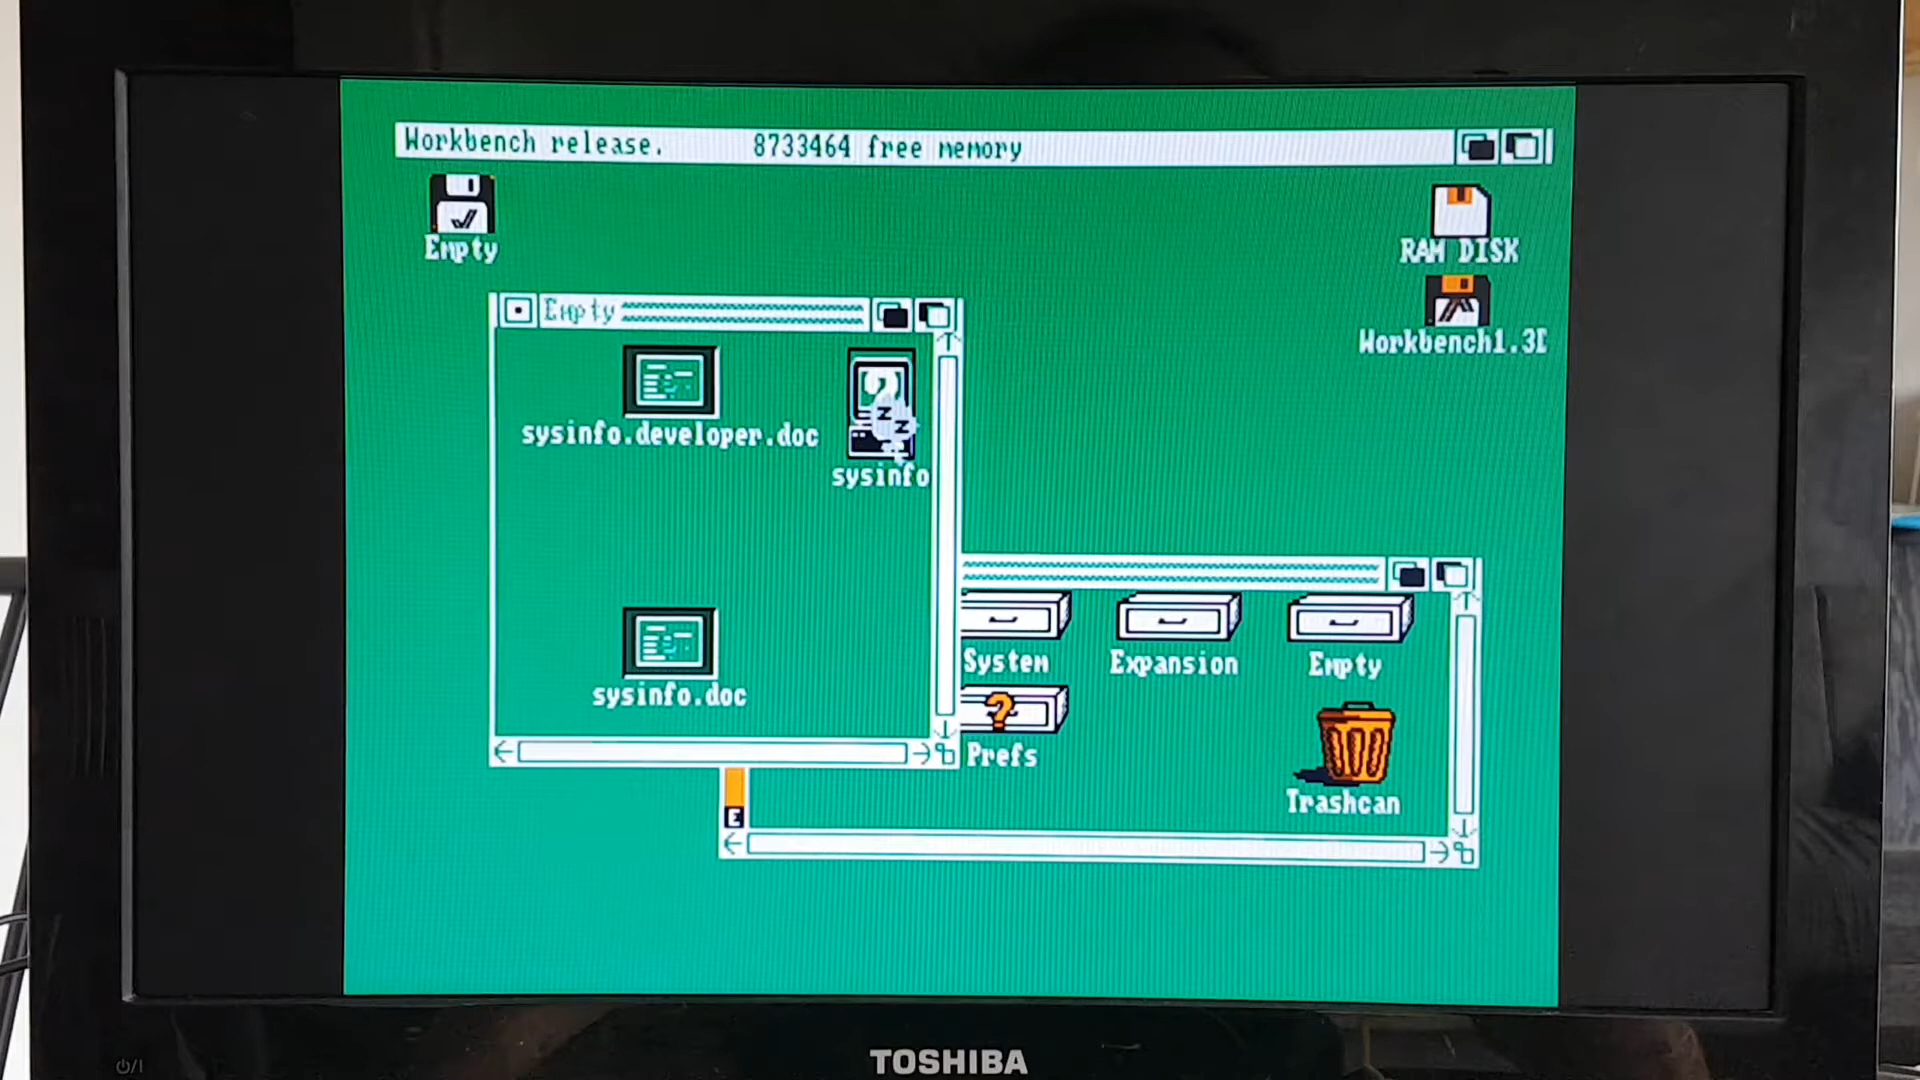 Workbench release. 8733464 free memory
Empty
RAM DISK
Workbench1.3D
Empty
sysinfo.developer.doc
Z
Z
sysinfo
System
Expansion
Empty
sysinfo.doc
?
Prefs
Trashcan
E
TOSHIBA